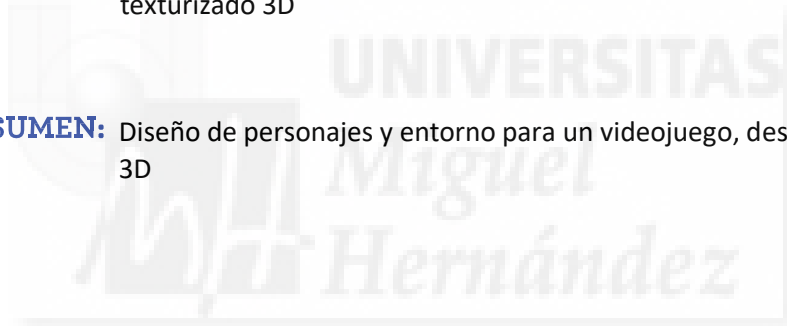 texturizado 3D
UNIVERSITAS
SUMEN: Diseño de personajes y entorno para un videojuego, des
3D
Miguel
Hernández